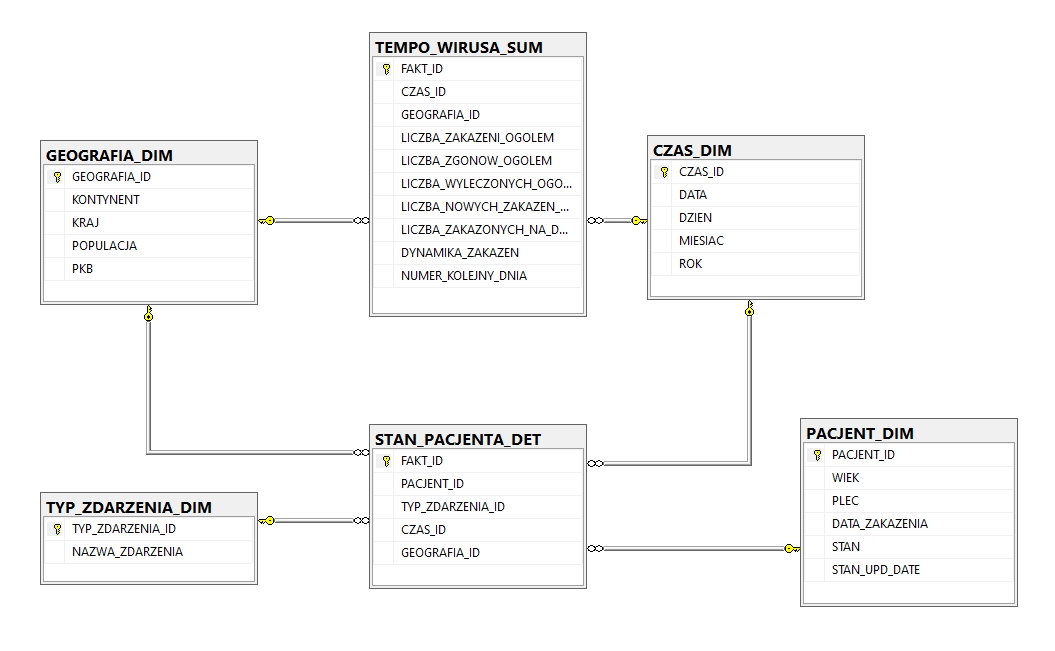 TEMPO_WIRUSA_SUM
FAKT_ID
CZAS_ID
GEOGRAFIA_ID
LICZBA_ZAKAZENI_OGOLEM
LICZBA_ZGONOW_OGOLEM
LICZBA_WYLECZONYCH_OGO...
LICZBA_NOWYCH_ZAKAZEN_...
LICZBA_ZAKAZONYCH_NA_D...
DYNAMIKA_ZAKAZEN
NUMER_KOLEJNY_DNIA
GEOGRAFIA_DIM
GEOGRAFIA_ID
KONTYNENT
KRAJ
POPULACJA
PKB
CZAS_DIM
CZAS_ID
DATA
DZIEN
MIESIAC
ROK
STAN_PACJENTA_DET
FAKT_ID
PACJENT_ID
TYP_ZDARZENIA_ID
CZAS_ID
GEOGRAFIA_ID
PACJENT_DIM
PACJENT_ID
WIEK
PLEC
DATA_ZAKAZENIA
STAN
STAN_UPD_DATE
TYP_ZDARZENIA_DIM
TYP_ZDARZENIA_ID
NAZWA_ZDARZENIA